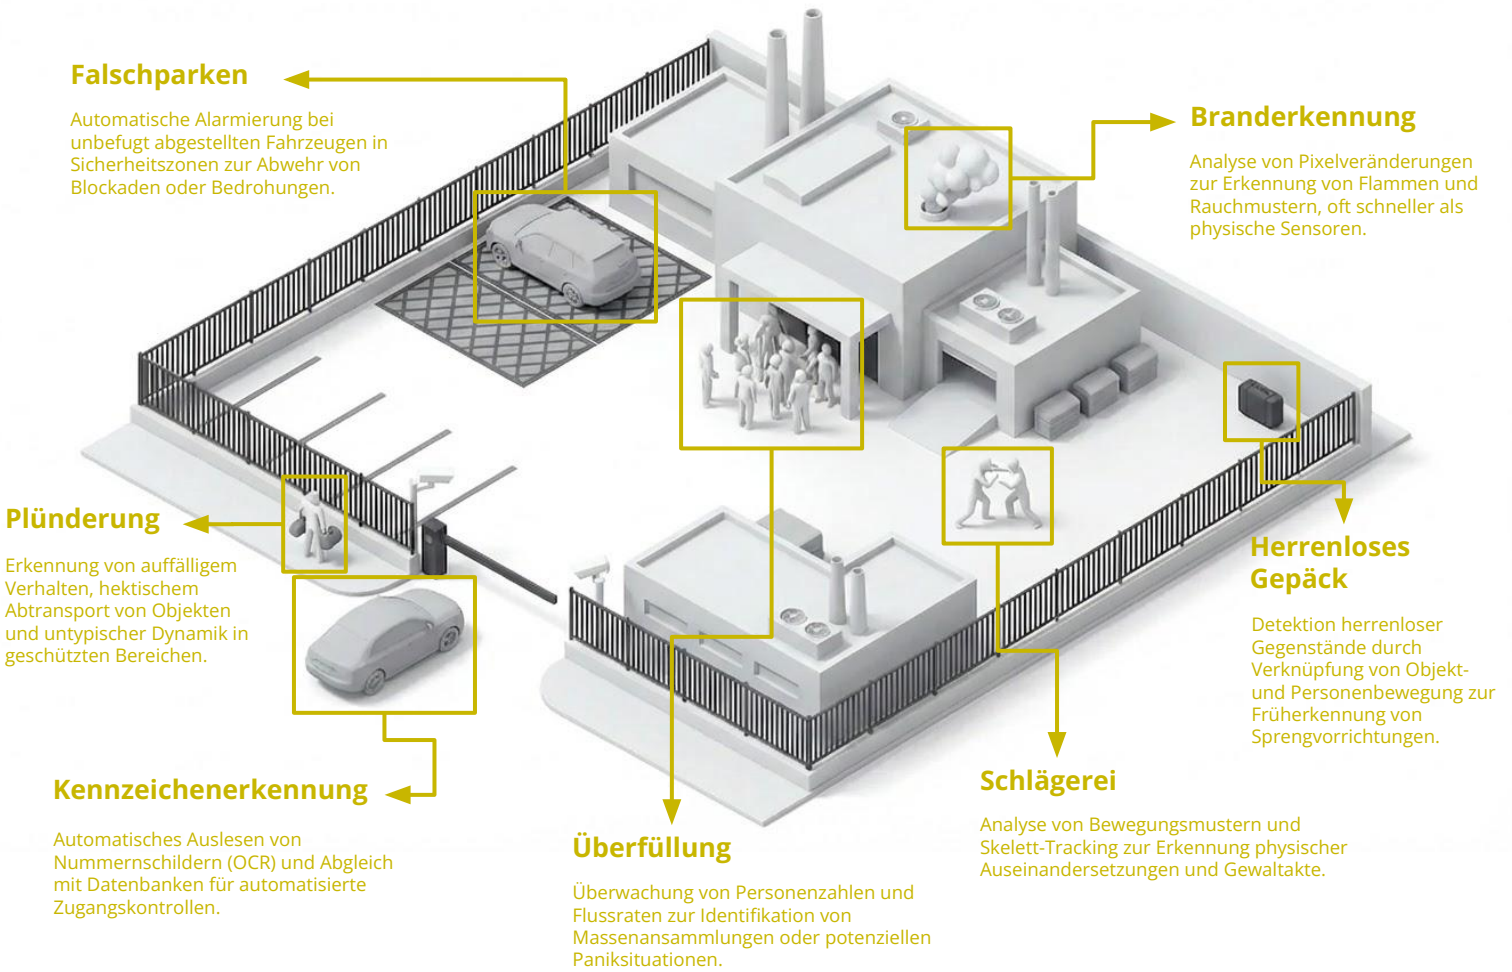 Falschparken
Automatische Alarmierung bei
unbefugt abgestellten Fahrzeugen in
Sicherheitszonen zur Abwehr von
Blockaden oder Bedrohungen.
Branderkennung
Analyse von Pixelveränderungen
zur Erkennung von Flammen und
Rauchmustern, oft schneller als
physische Sensoren.
Plünderung
Erkennung von auffälligem
Verhalten, hektischem
Abtransport von Objekten
und untypischer Dynamik in
geschützten Bereichen.
Herrenloses
Gepäck
Detektion herrenloser
Gegenstände durch
Verknüpfung von Objekt-
und Personenbewegung zur
Früherkennung von
Sprengvorrichtungen.
Kennzeichenerkennung
Automatisches Auslesen von
Nummernschildern (OCR) und Abgleich
mit Datenbanken für automatisierte
Zugangskontrollen.
Überfüllung
Überwachung von Personenzahlen und
Flussraten zur Identifikation von
Massenansammlungen oder potenziellen
Paniksituationen.
Schlägerei
Analyse von Bewegungsmustern und
Skelett-Tracking zur Erkennung physischer
Auseinandersetzungen und Gewaltakte.